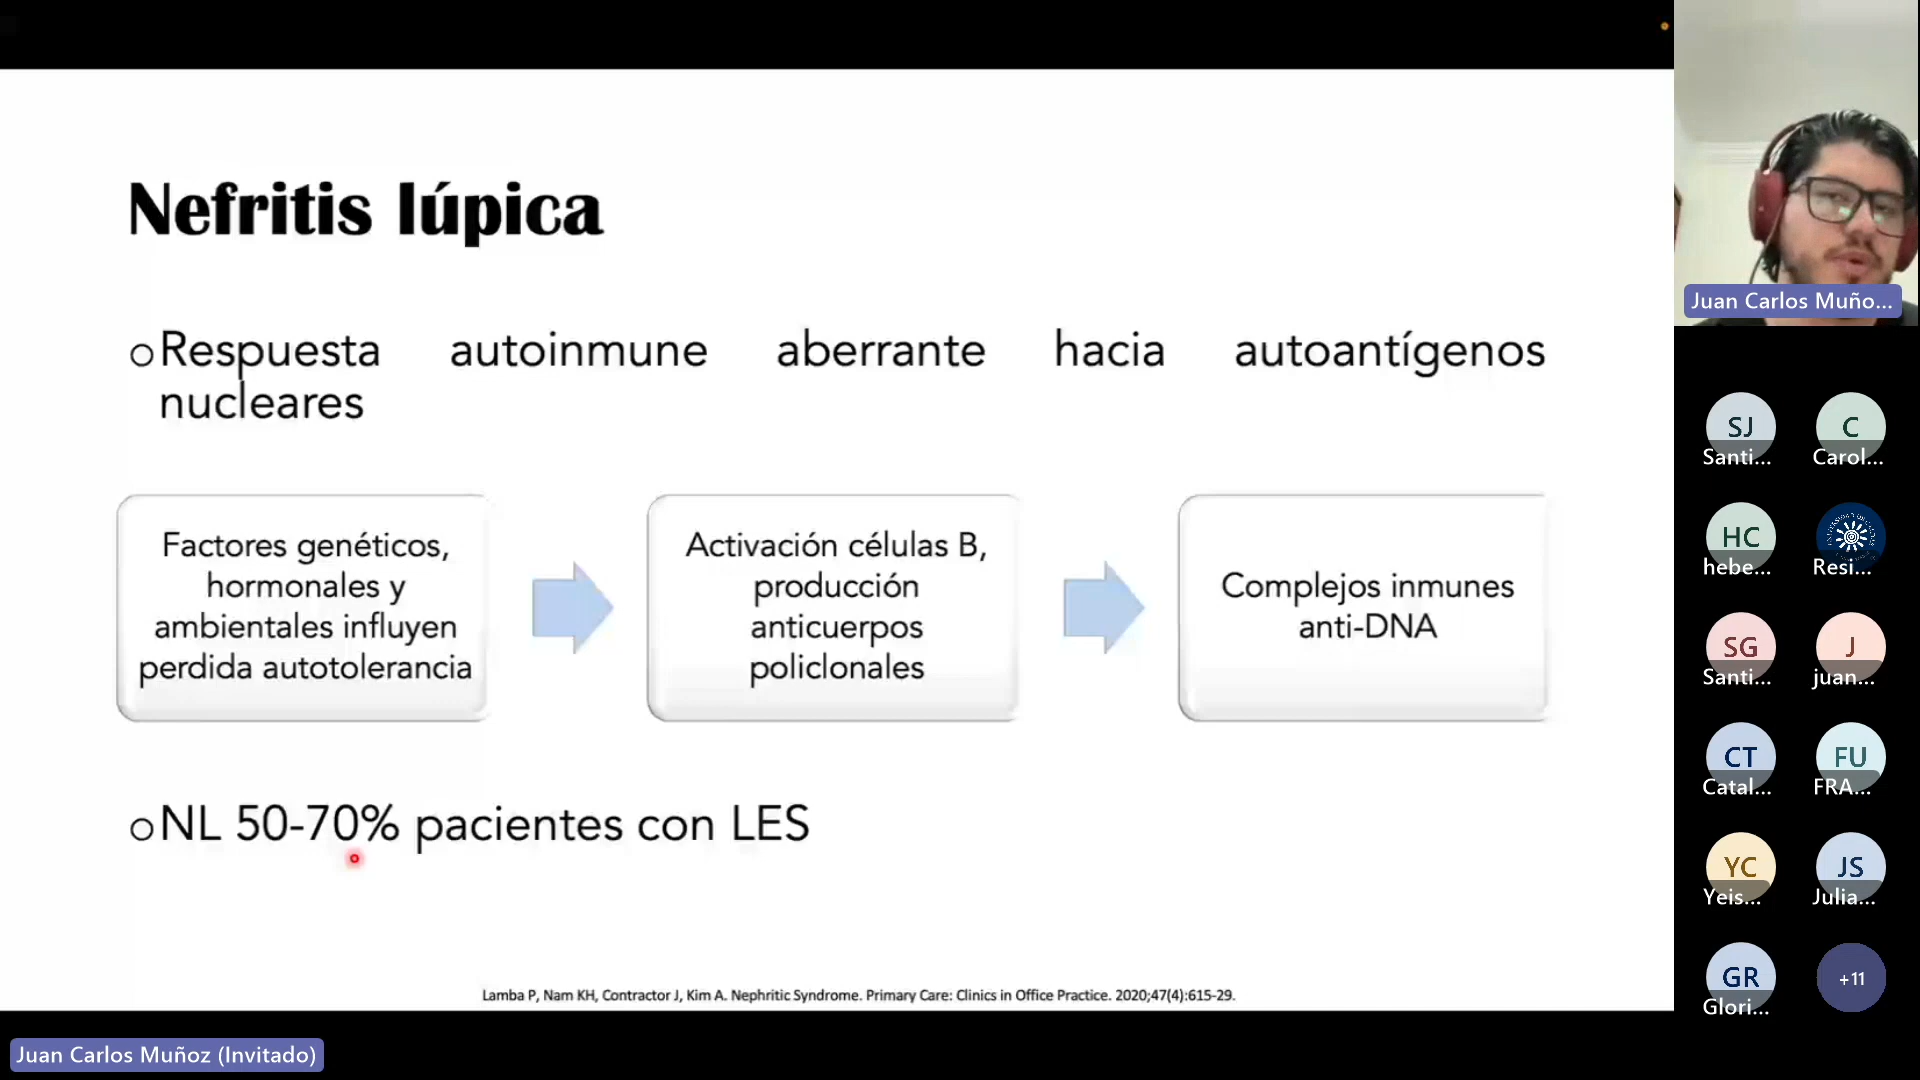 Nefritis lúpica
Respuesta autoinmune aberrante hacia autoantígenos
nucleares
Factores genéticos,
hormonales y
ambientales influyen
perdida autotolerancia
Activación células B,
producción
anticuerpos
policlonales
Complejos inmunes
anti-DNA
NL 50-70% pacientes con LES
Lamba P, Nam KH, Contractor J, Kim A. Nephritic Syndrome. Primary Care: Clinics in Office Practice. 2020;47(4):615-29.
Juan Carlos Muñoz (Invitado)
Juan Carlos Muño...
SJ
Santi...
C
Carol...
HC
hebe...
Resi...
SG
Santi...
J
juan...
CT
Catal...
FU
FRA...
YC
Yeis...
JS
Julia...
GR
Glori...
+11